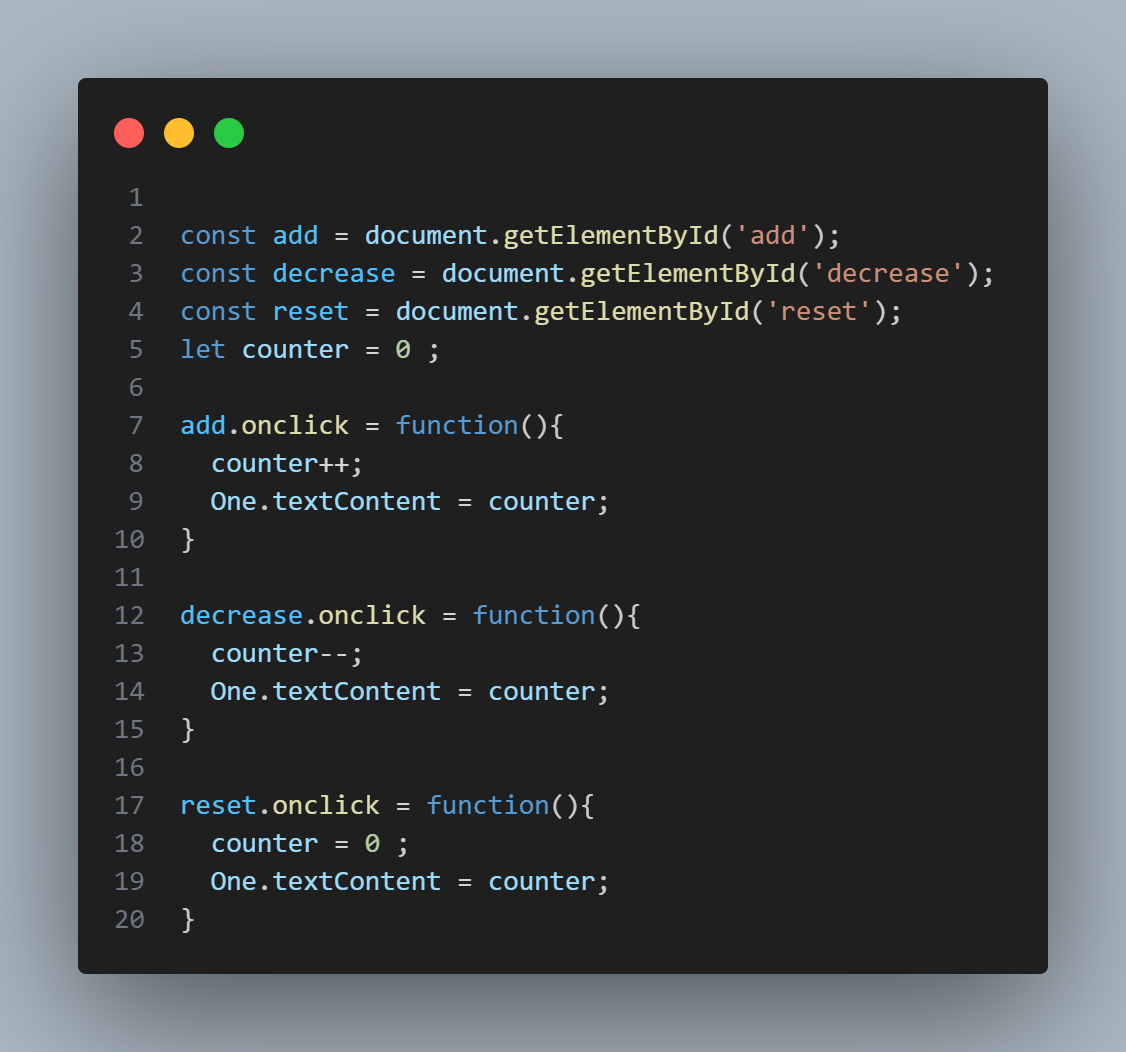 1
2 const add = document.getElementById('add');
3 const decrease = document.getElementById('decrease');
4 const reset = document.getElementById('reset');
5 let counter = 0 ;
6
7 add.onclick = function(){
8   counter++;
9   One.textContent = counter;
10 }
11
12 decrease.onclick = function(){
13   counter--;
14   One.textContent = counter;
15 }
16
17 reset.onclick = function(){
18   counter = 0 ;
19   One.textContent = counter;
20 }